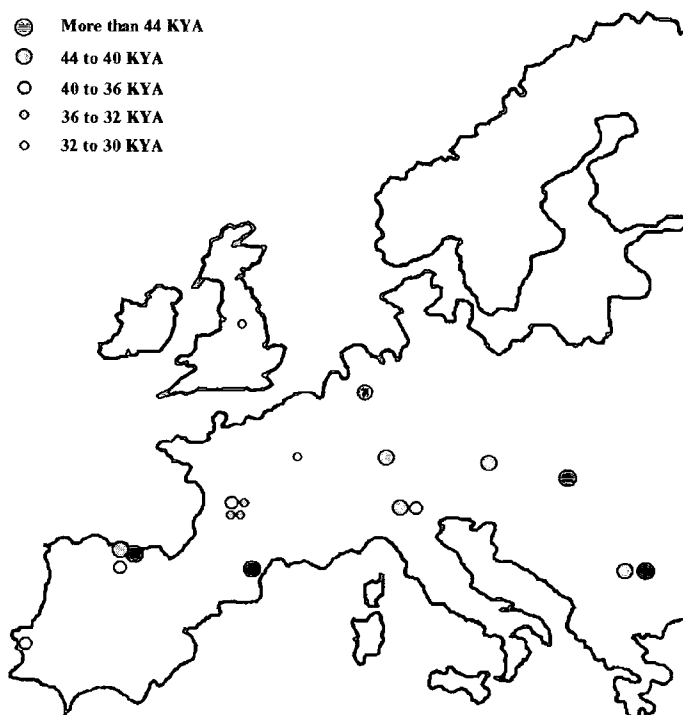 More than 44 KYA
44 to 40 KYA
40 to 36 KYA
36 to 32 KYA
32 to 30 KYA